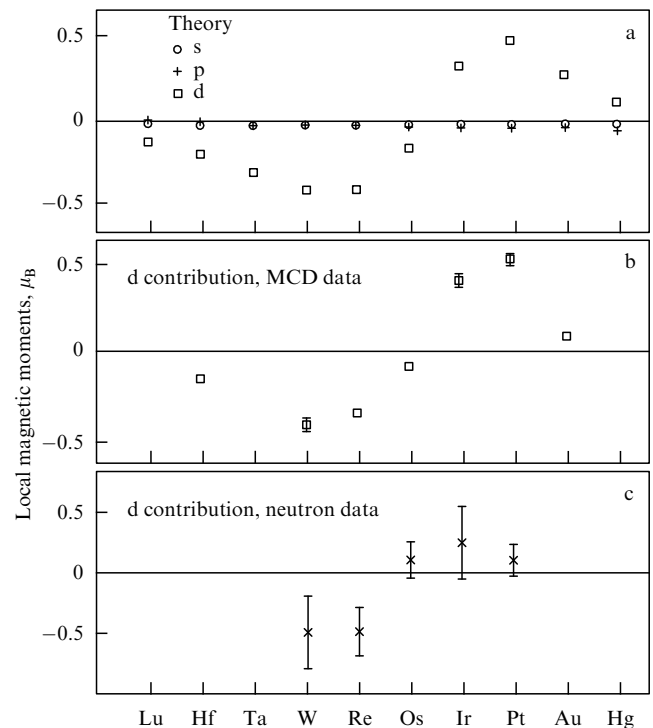 Local magnetic moments, μB
0.5
0
−0.5
Theory
s
p
d
a
0.5
0
−0.5
d contribution, MCD data
b
0.5
0
−0.5
d contribution, neutron data
c
Lu Hf Ta W Re Os Ir Pt Au Hg